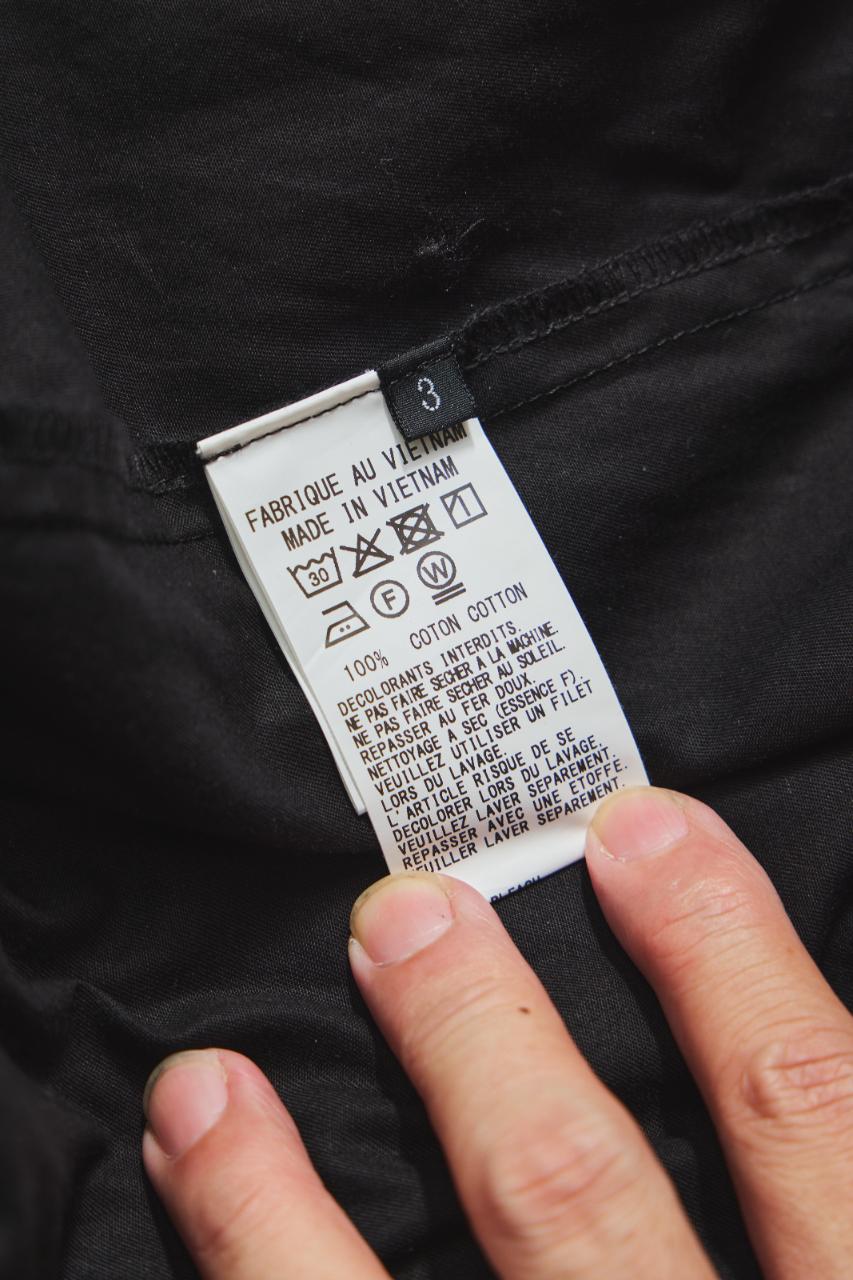 3
FABRIQUE AU VIETNAM
MADE IN VIETNAM
30
F
W
100% COTON COTTON
DECOLORANTS INTERDITS.
NE PAS FAIRE SECHER A LA MACHINE.
NE PAS FAIRE SECHER AU SOLEIL.
REPASSER AU FER DOUX.
NETTOYAGE A SEC (ESSENCE F).
VEUILLEZ UTILISER UN FILET
LORS DU LAVAGE.
L'ARTICLE RISQUE DE SE
DECOLORER LORS DU LAVAGE.
VEUILLEZ LAVER SEPAREMENT.
REPASSER AVEC UNE ETOFFE.
LAVER SEPAREMENT.